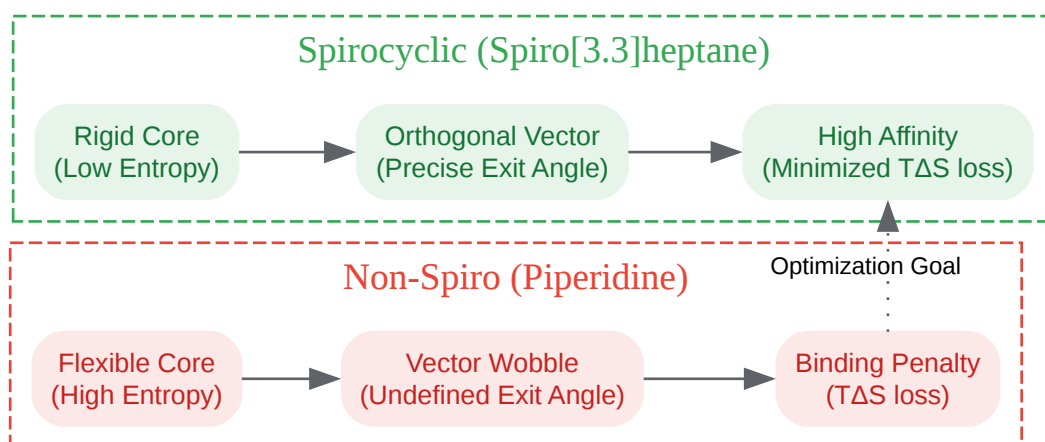 Spirocyclic (Spiro[3.3]heptane)
Rigid Core
(Low Entropy)
Orthogonal Vector
(Precise Exit Angle)
High Affinity
(Minimized TΔS loss)
Optimization Goal
Non-Spiro (Piperidine)
Flexible Core
(High Entropy)
Vector Wobble
(Undefined Exit Angle)
Binding Penalty
(TΔS loss)